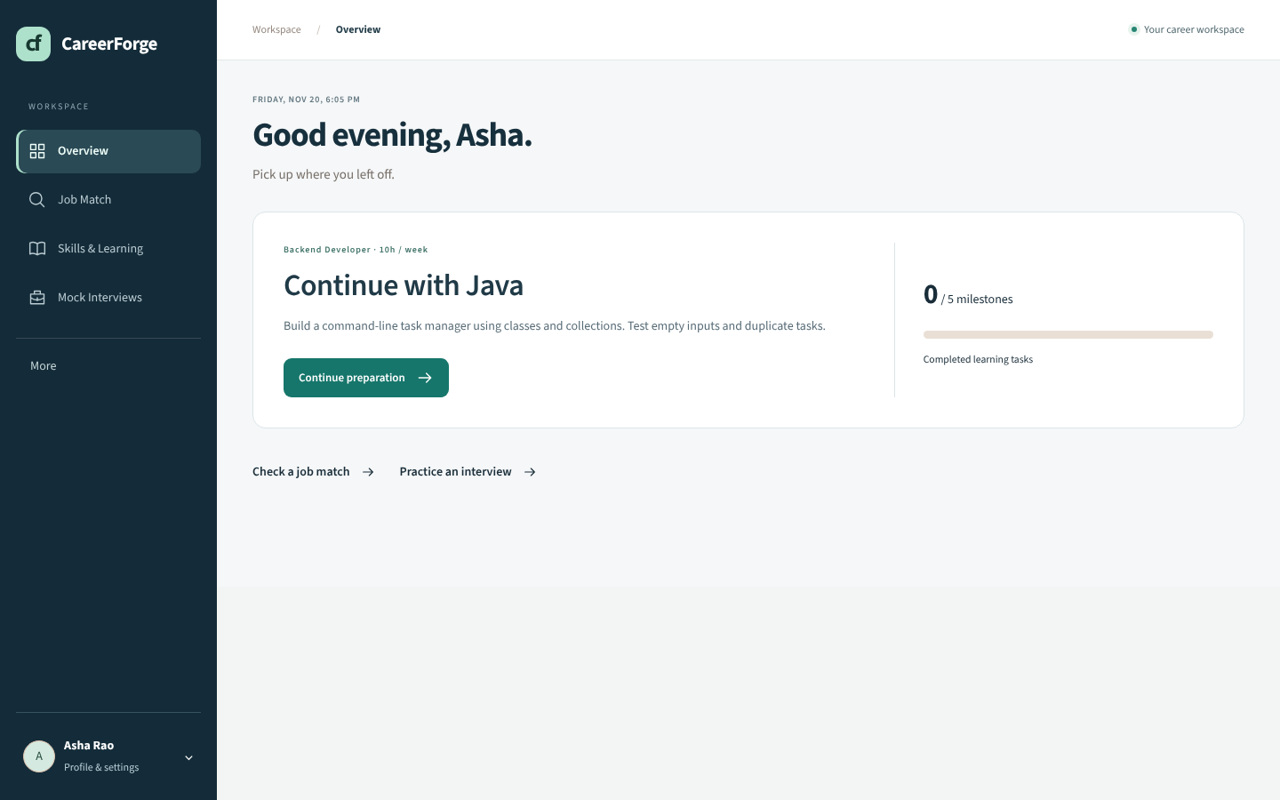 cf CareerForge
WORKSPACE
Overview
Job Match
Skills & Learning
Mock Interviews
More
A
Asha Rao
Profile & settings
Workspace / Overview
Your career workspace
FRIDAY, NOV 20, 6:05 PM
Good evening, Asha.
Pick up where you left off.
Backend Developer · 10h / week
Continue with Java
Build a command-line task manager using classes and collections. Test empty inputs and duplicate tasks.
Continue preparation
0 / 5 milestones
Completed learning tasks
Check a job match
Practice an interview